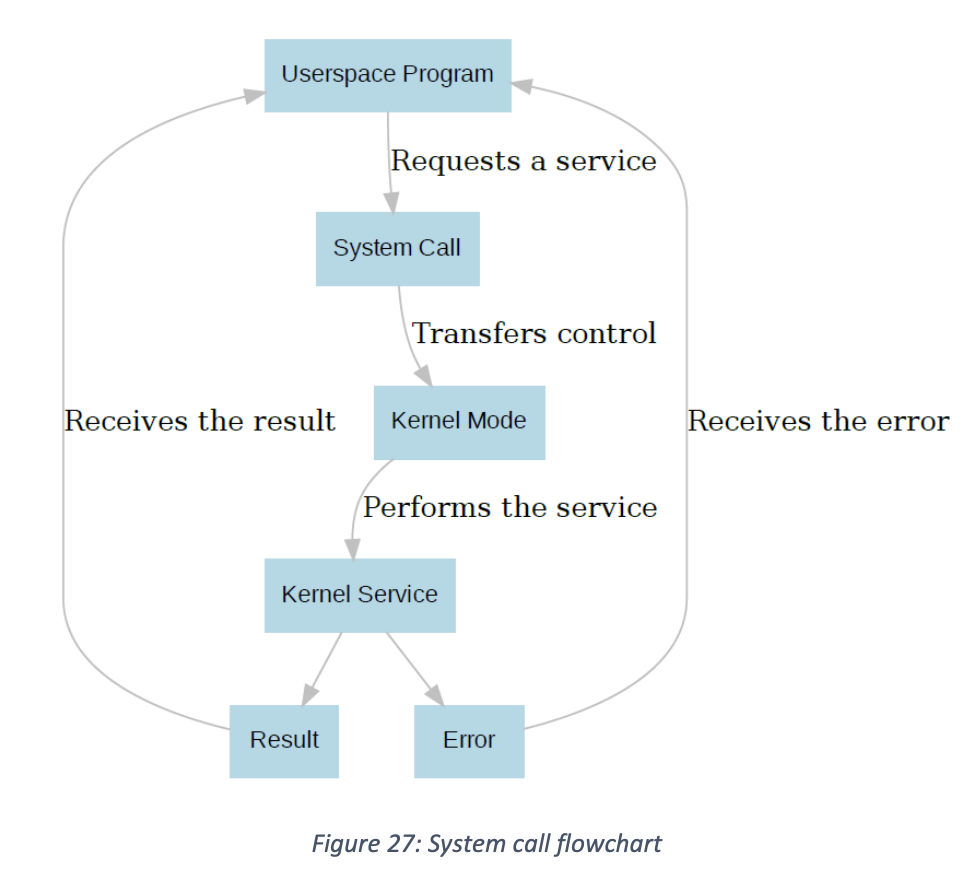 Userspace Program
Requests a service
System Call
Transfers control
Kernel Mode
Receives the result
Receives the error
Performs the service
Kernel Service
Result
Error
Figure 27: System call flowchart